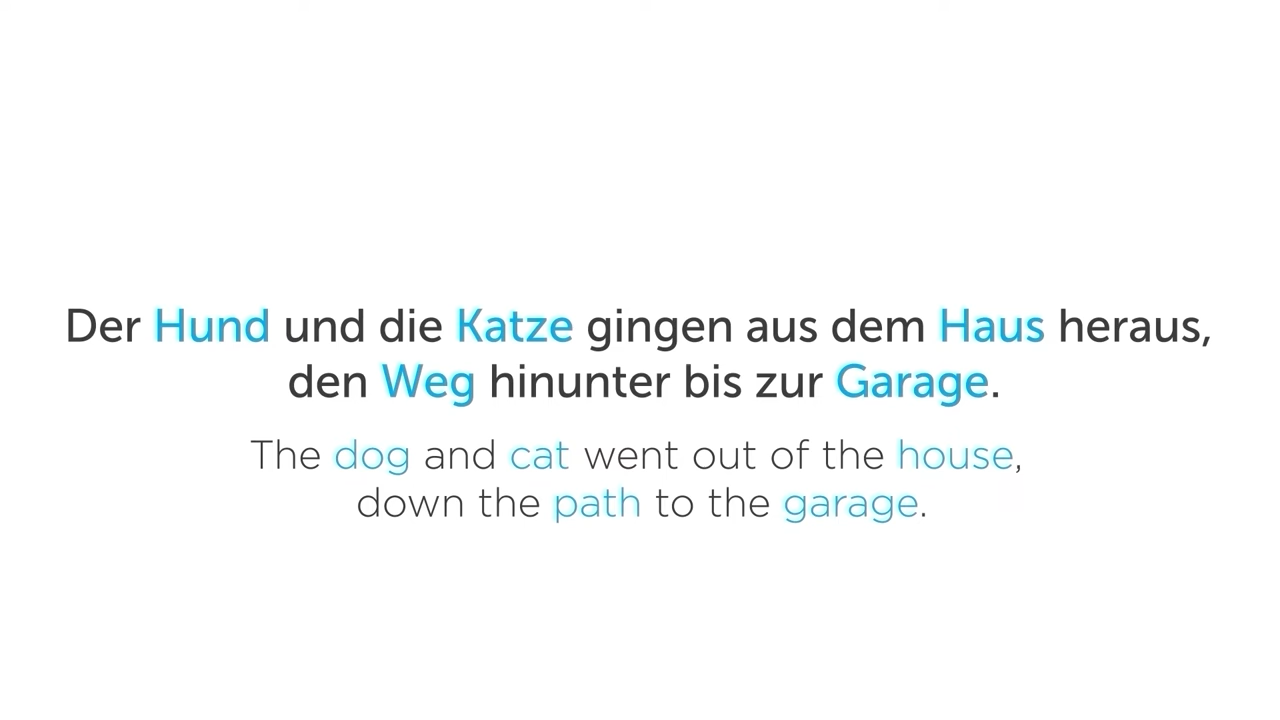 Der Hund und die Katze gingen aus dem Haus heraus,
den Weg hinunter bis zur Garage.
The dog and cat went out of the house,
down the path to the garage.